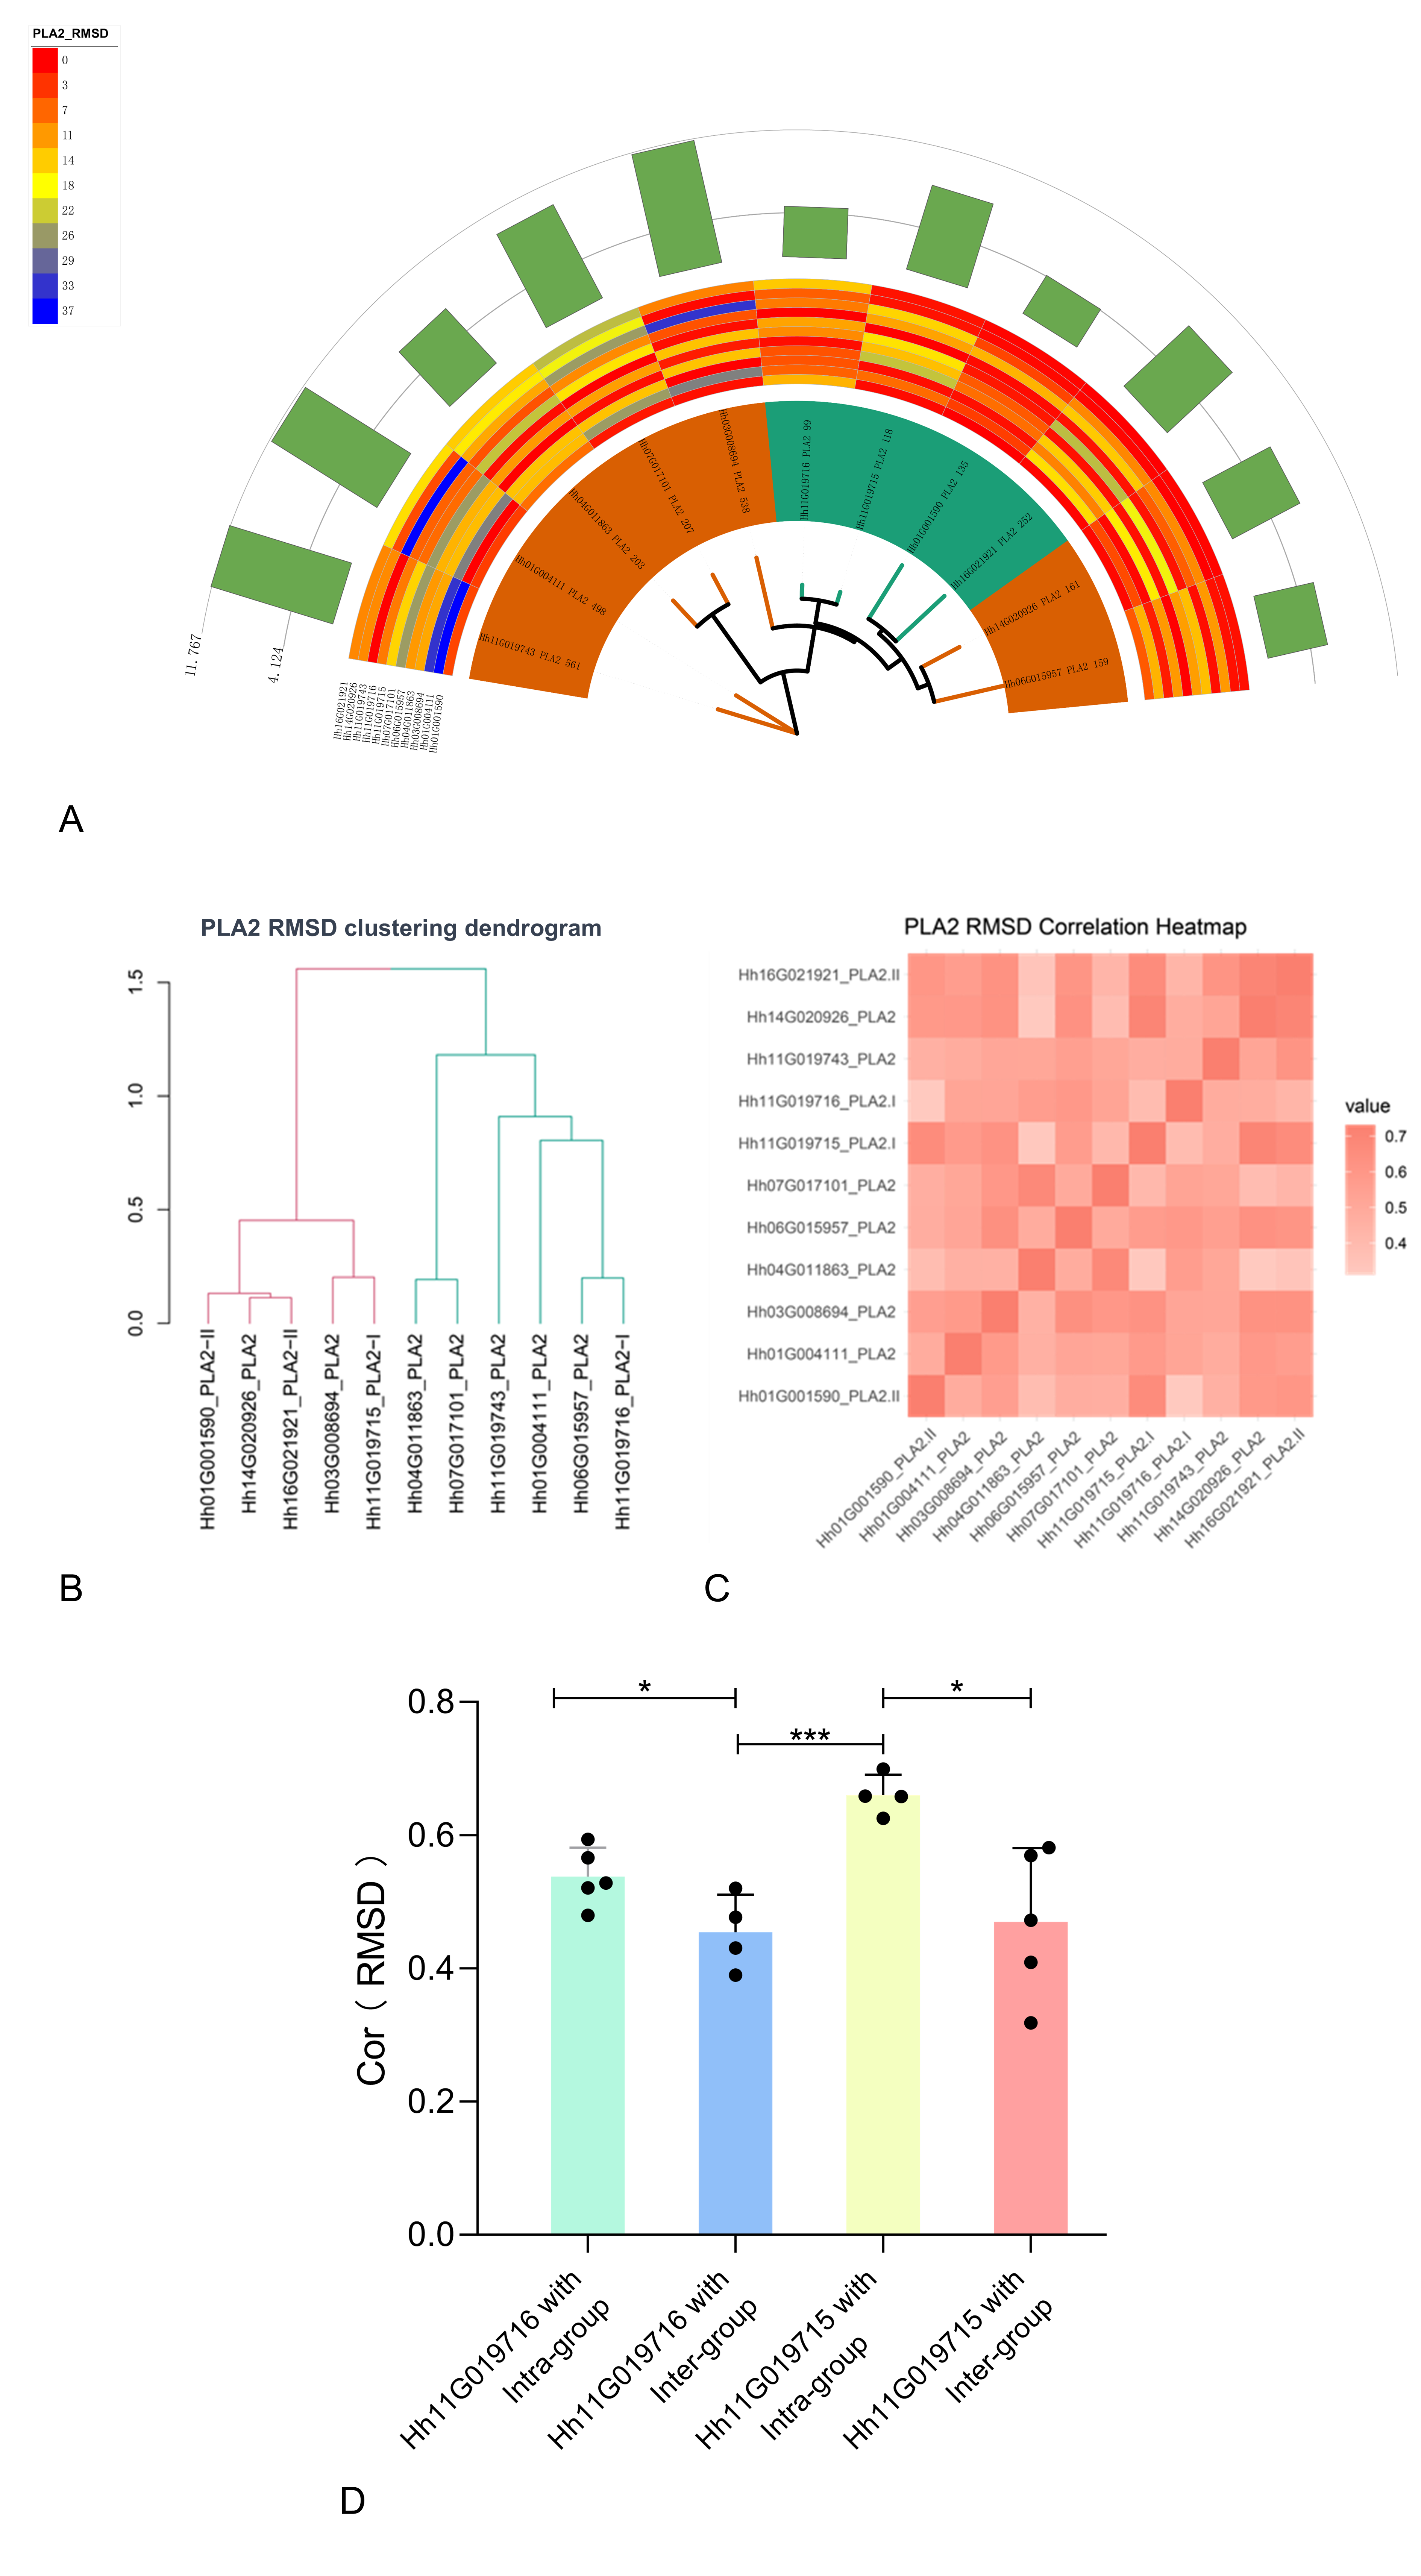 PLA2_RMSD
0
3
7
11
14
18
22
26
29
33
37
11.767
4.124
Hh11G019743 PLA2 561
Hh01G004111 PLA2 498
Hh04G011863 PLA2 203
Hh07G017101 PLA2 207
Hh03G008694 PLA2 538
Hh11G019716 PLA2 99
Hh11G019715 PLA2 118
Hh01G001590 PLA2 135
Hh16G021921 PLA2 252
Hh14G020926 PLA2 161
Hh06G015957 PLA2 159
Hh16G021921
Hh14G020926
Hh11G019743
Hh11G019716
Hh11G019715
Hh07G017101
Hh06G015957
Hh04G011863
Hh03G008694
Hh01G004111
Hh01G001590
A
PLA2 RMSD clustering dendrogram
1.5
1.0
0.5
0.0
Hh01G001590_PLA2−II
Hh14G020926_PLA2
Hh16G021921_PLA2−II
Hh03G008694_PLA2
Hh11G019715_PLA2−I
Hh04G011863_PLA2
Hh07G017101_PLA2
Hh11G019743_PLA2
Hh01G004111_PLA2
Hh06G015957_PLA2
Hh11G019716_PLA2−I
B
PLA2 RMSD Correlation Heatmap
Hh16G021921_PLA2.II
Hh14G020926_PLA2
Hh11G019743_PLA2
Hh11G019716_PLA2.I
Hh11G019715_PLA2.I
Hh07G017101_PLA2
Hh06G015957_PLA2
Hh04G011863_PLA2
Hh03G008694_PLA2
Hh01G004111_PLA2
Hh01G001590_PLA2.II
Hh01G001590_PLA2.II
Hh01G004111_PLA2
Hh03G008694_PLA2
Hh04G011863_PLA2
Hh06G015957_PLA2
Hh07G017101_PLA2
Hh11G019715_PLA2.I
Hh11G019716_PLA2.I
Hh11G019743_PLA2
Hh14G020926_PLA2
Hh16G021921_PLA2.II
value
0.7
0.6
0.5
0.4
C
Cor（RMSD）
0.8
0.6
0.4
0.2
0.0
*
***
*
Hh11G019716 with
Intra-group
Hh11G019716 with
Inter-group
Hh11G019715 with
Intra-group
Hh11G019715 with
Inter-group
D